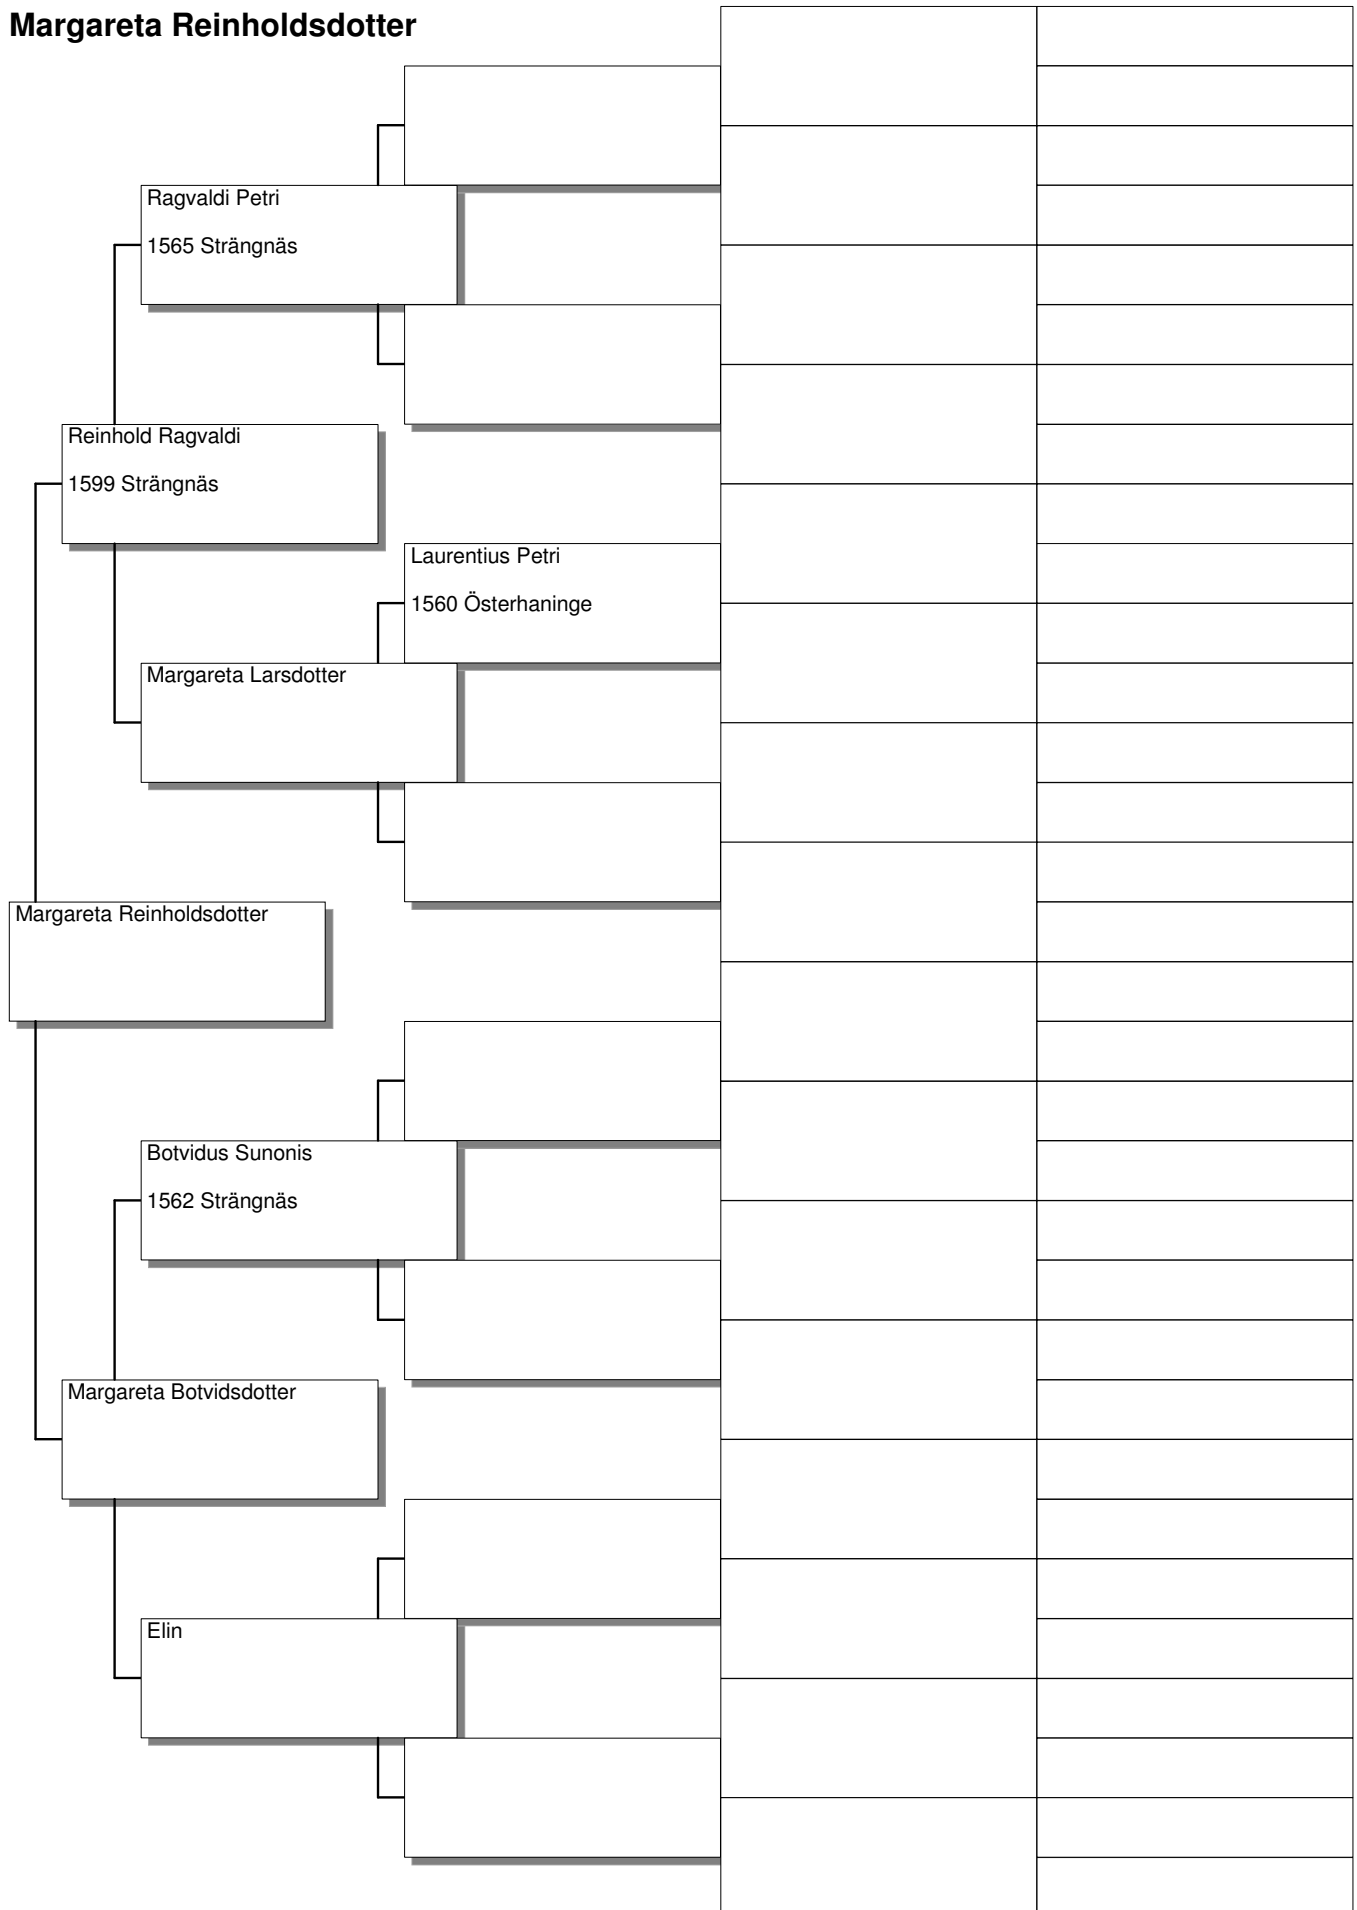 Margareta Reinholdsdotter
Ragvaldi Petri
1565 Strängnäs
Reinhold Ragvaldi
1599 Strängnäs
Laurentius Petri
1560 Österhaninge
Margareta Larsdotter
Margareta Reinholdsdotter
Botvidus Sunonis
1562 Strängnäs
Margareta Botvidsdotter
Elin